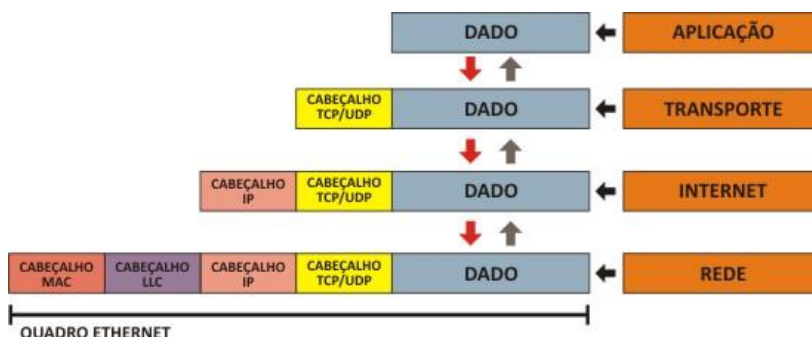 DADO
APLICAÇÃO
CABEÇALHO
TCP/UDP
DADO
TRANSPORTE
CABEÇALHO
IP
CABEÇALHO
TCP/UDP
DADO
INTERNET
CABEÇALHO
MAC
CABEÇALHO
LLC
CABEÇALHO
IP
CABEÇALHO
TCP/UDP
DADO
REDE
QUADRO ETHERNET